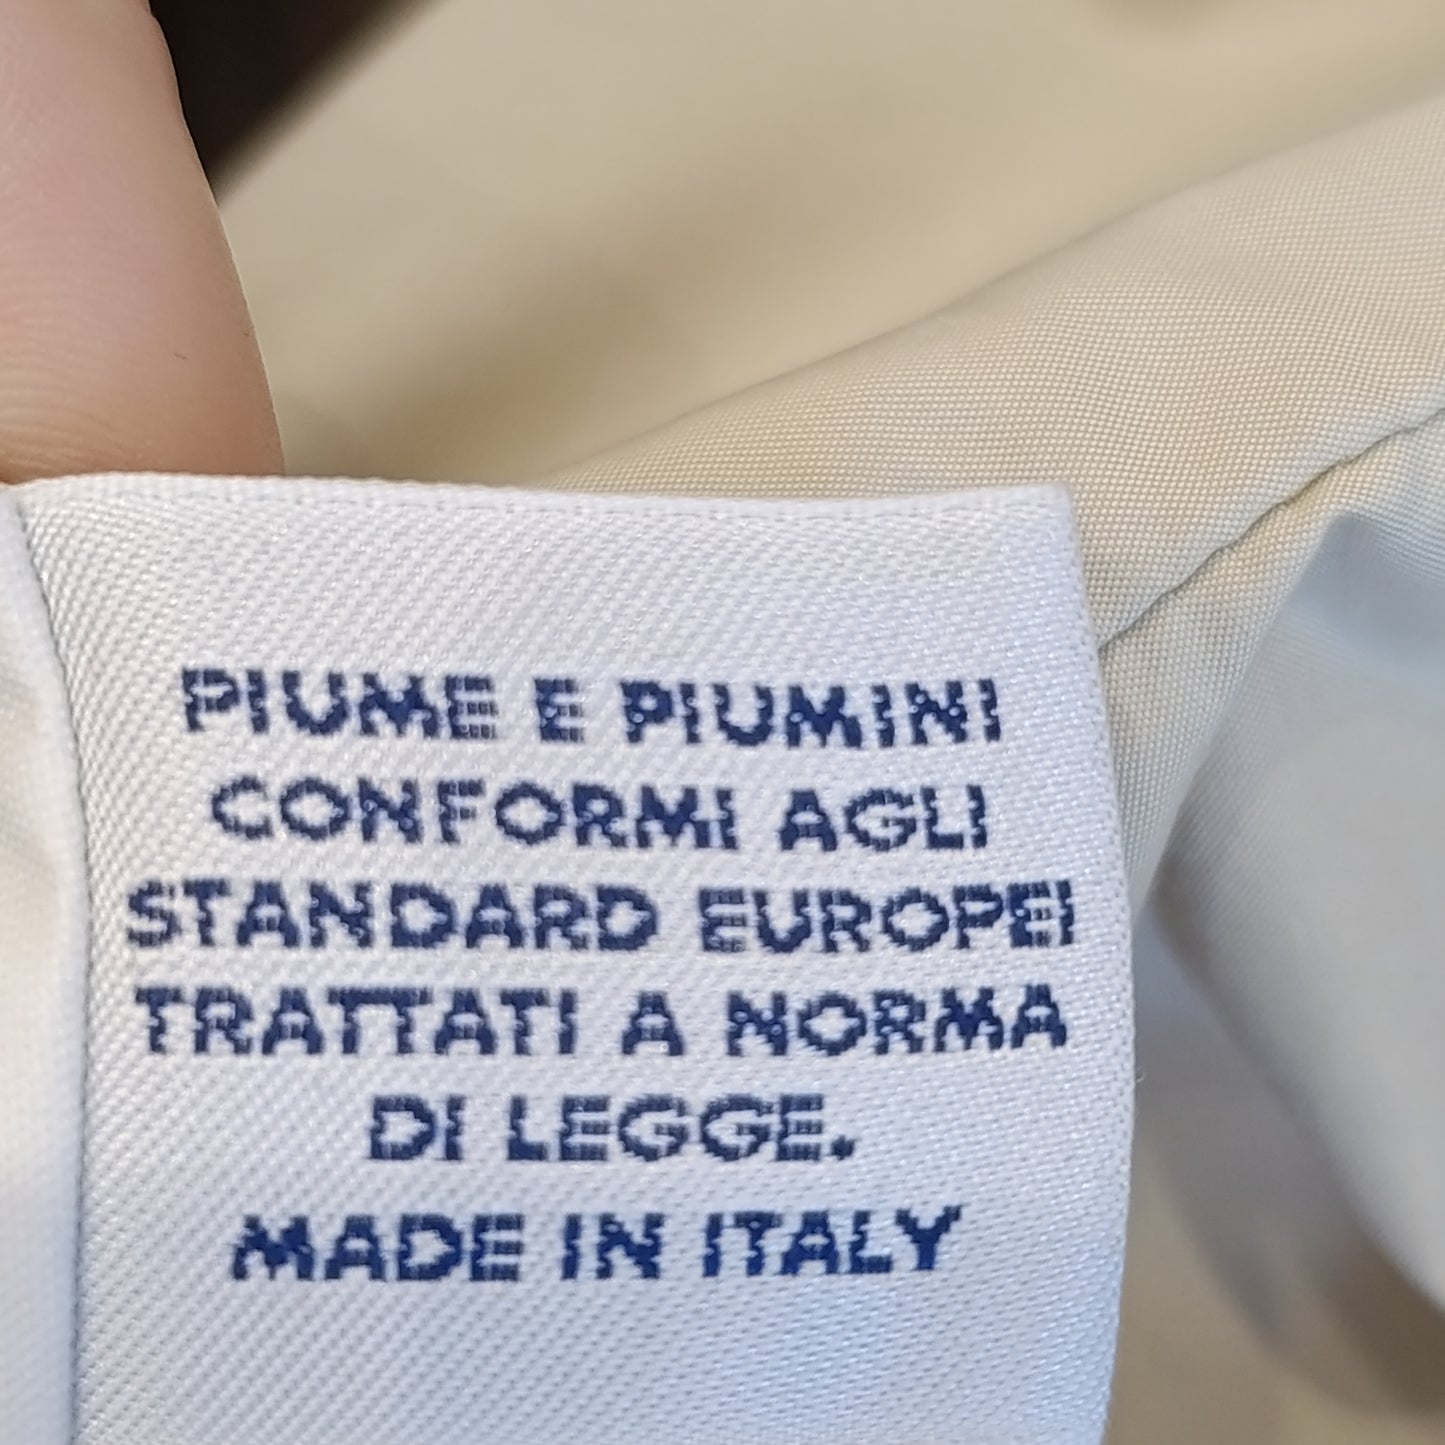 PIUME E PIUMINI
CONFORMI AGLI
STANDARD EUROPEI
TRATTATI A NORMA
DI LEGGE.
MADE IN ITALY